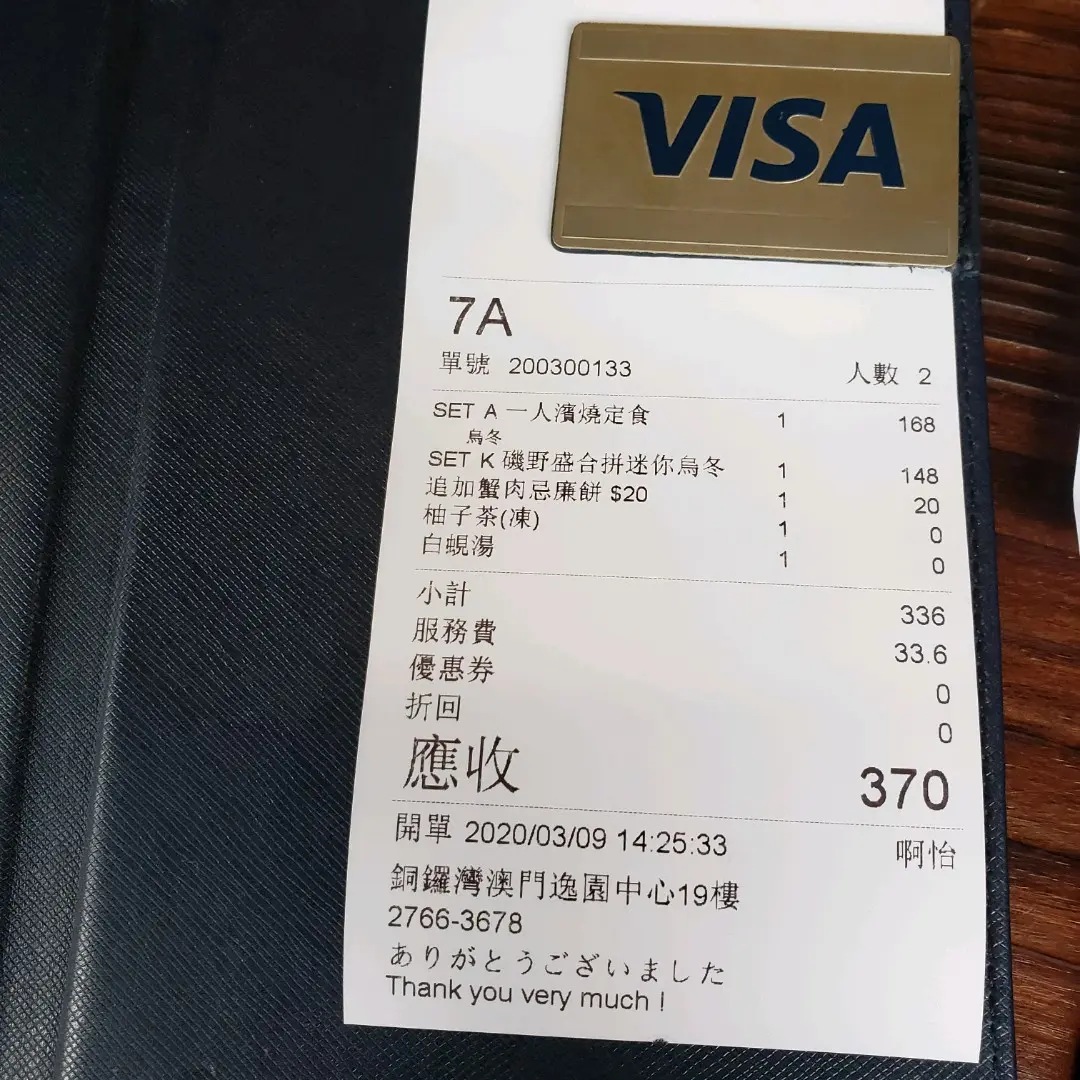 VISA
7A
單號 200300133 人數 2
SET A 一人濱燒定食 1 168
烏冬
SET K 磯野盛合拼迷你烏冬 1 148
追加蟹肉忌廉餅 $20 1 20
柚子茶(凍) 1 0
白蜆湯 1 0
小計 336
服務費 33.6
優惠券 0
折回 0
應收 370
開單 2020/03/09 14:25:33 啊怡
銅鑼灣澳門逸園中心19樓
2766-3678
ありがとうございました
Thank you very much !